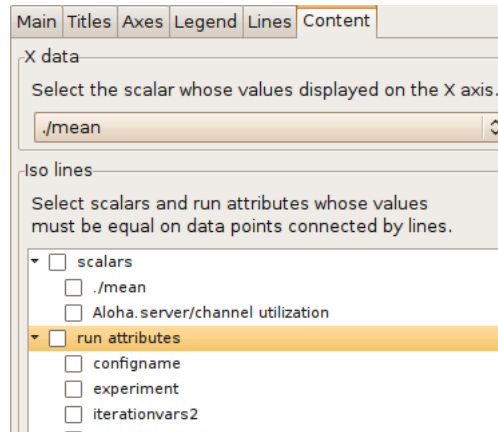 Main Titles Axes Legend Lines Content
X data
Select the scalar whose values displayed on the X axis.
./mean
Iso lines
Select scalars and run attributes whose values
must be equal on data points connected by lines.
scalars
./mean
Aloha.server/channel utilization
run attributes
configname
experiment
iterationvars2